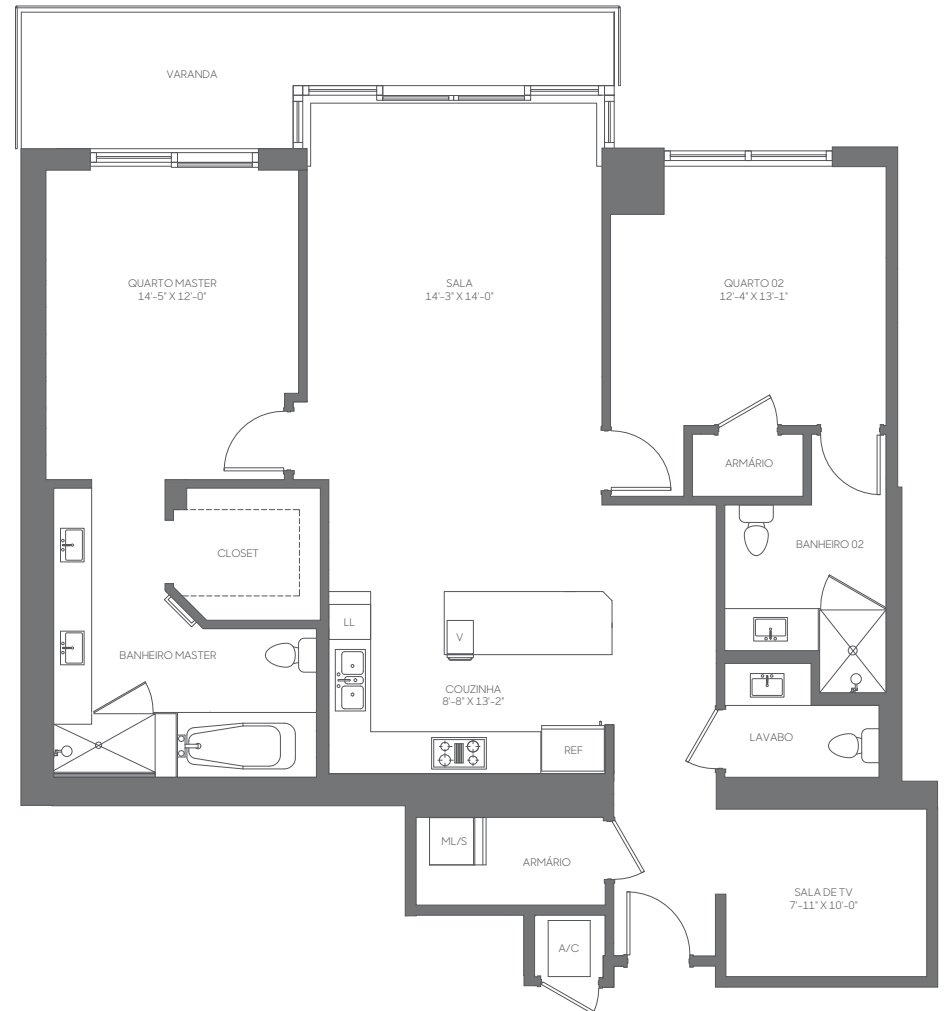 VARANDA
QUARTO MASTER
14'-5" X 12'-0"
SALA
14'-3" X 14'-0"
QUARTO 02
12'-4" X 13'-1"
ARMÁRIO
CLOSET
BANHEIRO 02
LL
V
BANHEIRO MASTER
COUZINHA
8'-8" X 13'-2"
REF
LAVABO
ML/S
ARMÁRIO
SALA DE TV
7'-11" X 10'-0"
A/C